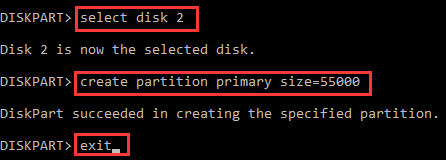 DISKPART> select disk 2
Disk 2 is now the selected disk.
DISKPART> create partition primary size=55000
DiskPart succeeded in creating the specified partition.
DISKPART> exit_